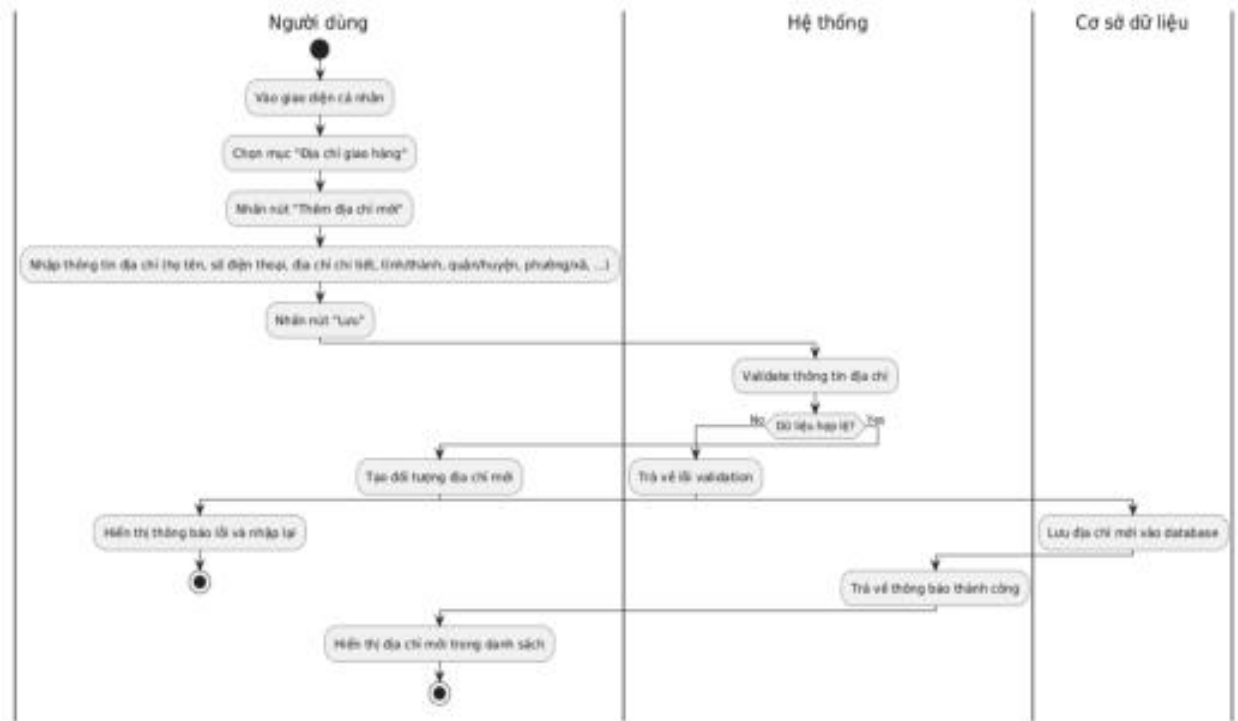 Người dùng
Hệ thống
Cơ sở dữ liệu
Vào giao diện cá nhân
Chọn mục "Địa chỉ giao hàng"
Nhấn nút "Thêm địa chỉ mới"
Nhập thông tin địa chỉ (họ tên, số điện thoại, địa chỉ chi tiết, tỉnh/thành, quận/huyện, phường/xã, ...)
Nhấn nút "Lưu"
Validate thông tin địa chỉ
No
Dữ liệu hợp lệ?
Yes
Tạo đối tượng địa chỉ mới
Trả về lỗi validation
Hiển thị thông báo lỗi và nhập lại
Lưu địa chỉ mới vào database
Trả về thông báo thành công
Hiển thị địa chỉ mới trong danh sách